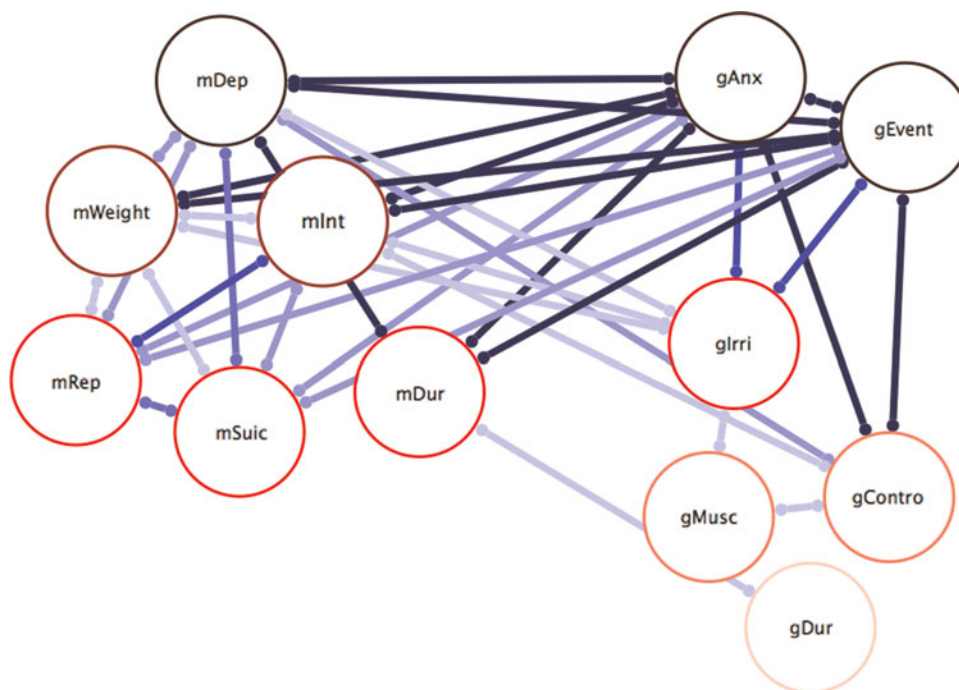 mDep
gAnx
gEvent
mWeight
mInt
gIrri
mRep
mSuic
mDur
gMusc
gContro
gDur